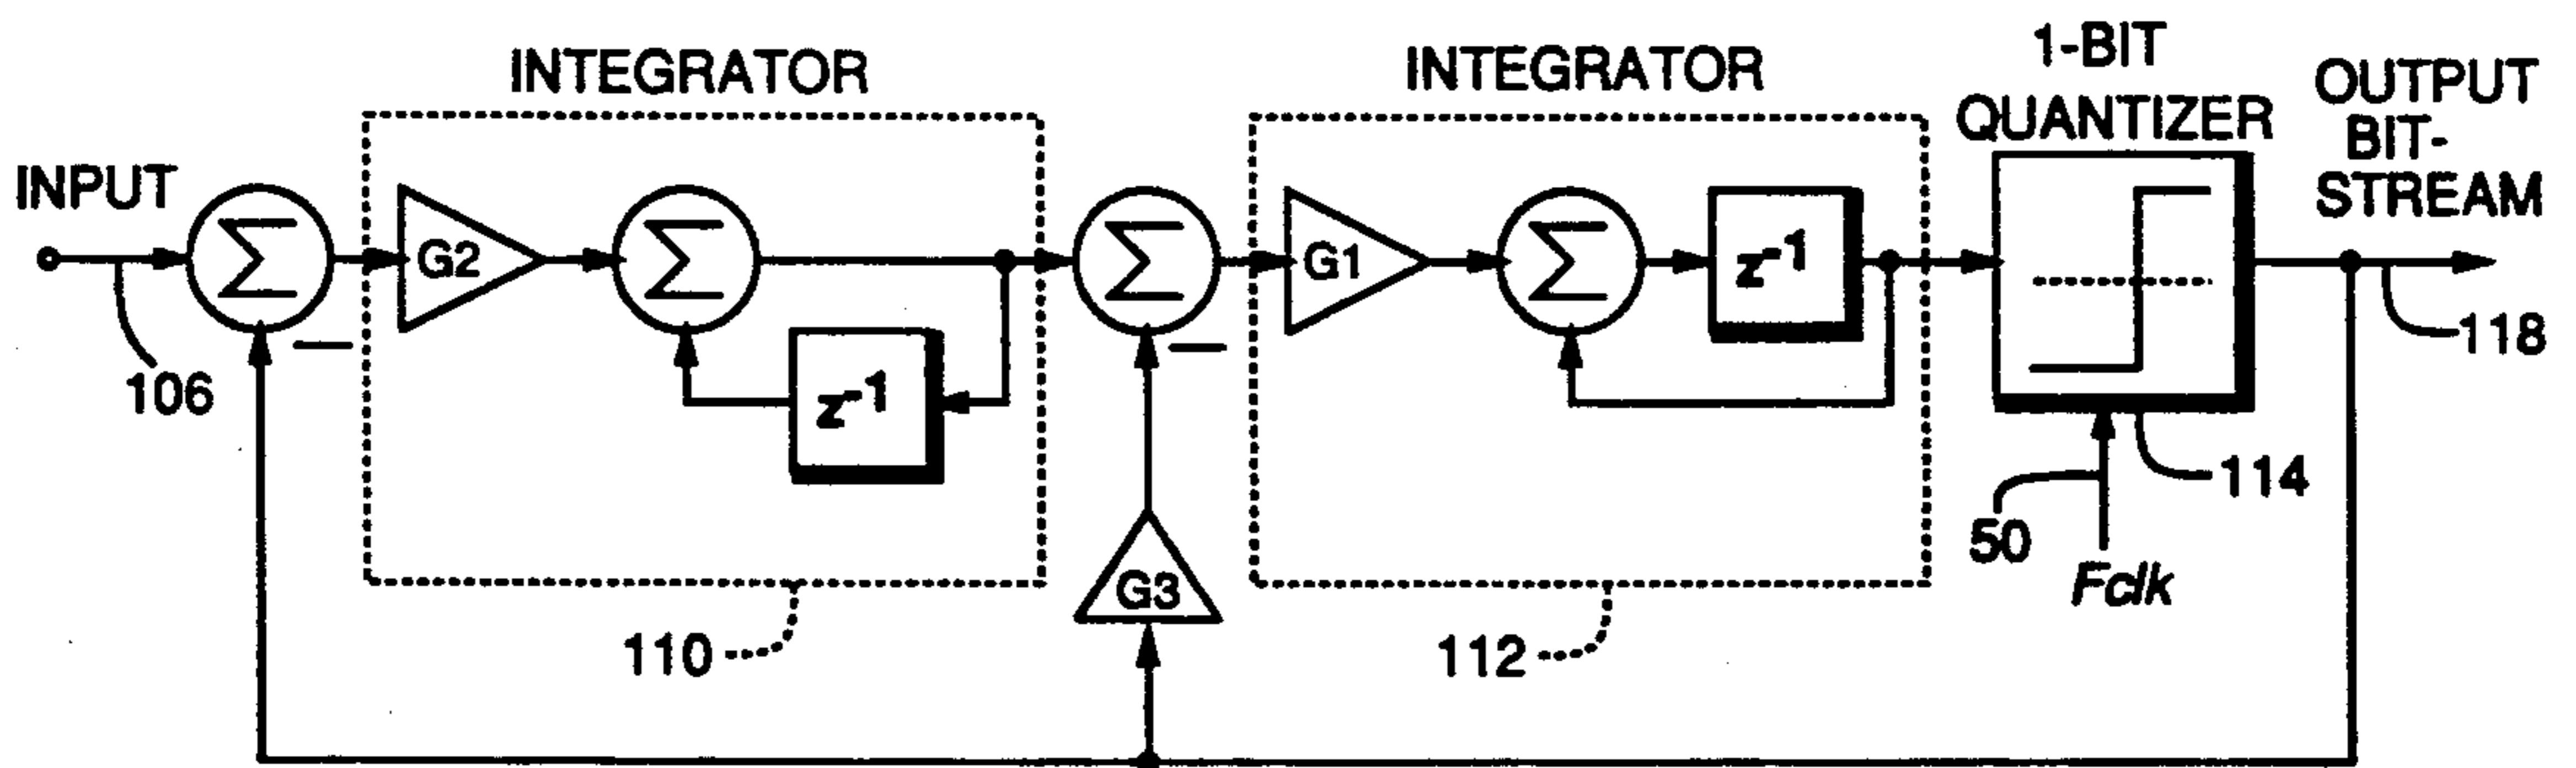 INTEGRATOR
INTEGRATOR
1-BIT
QUANTIZER
OUTPUT
BIT-
STREAM
INPUT
Σ
G2
Σ
Σ
G1
Σ
z-1
z-1
106
118
114
50
Fclk
G3
110
112